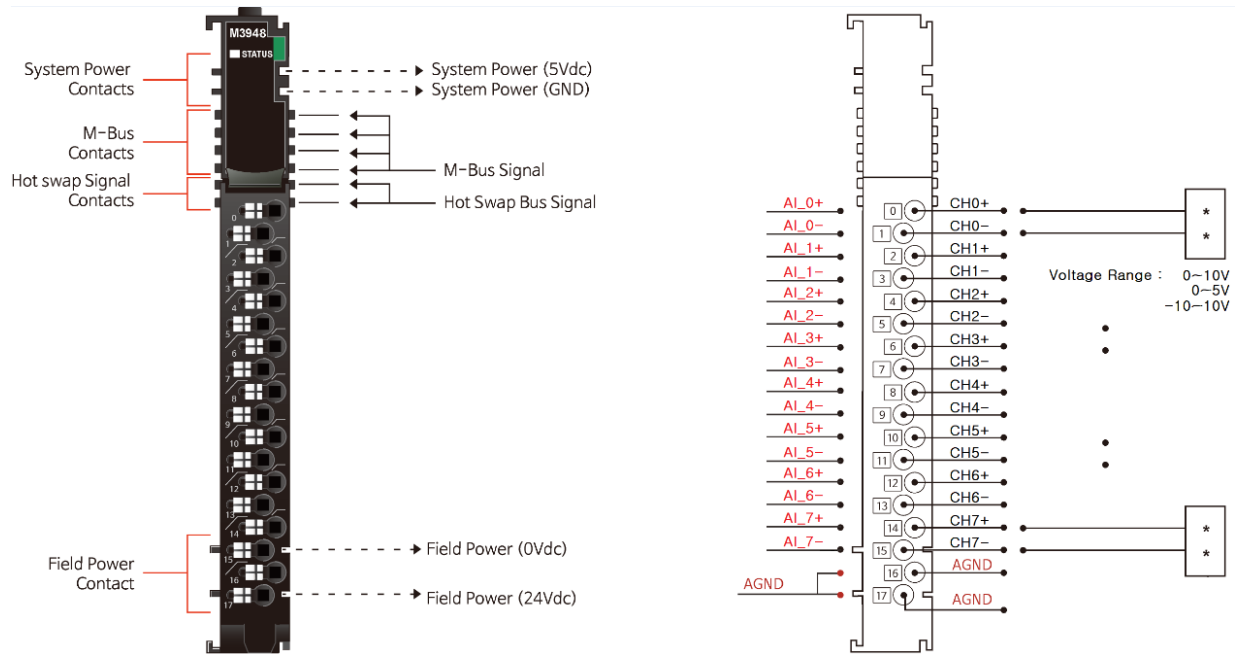 M3948
STATUS
System Power
Contacts
System Power (5Vdc)
System Power (GND)
M-Bus
Contacts
M-Bus Signal
Hot swap Signal
Contacts
Hot Swap Bus Signal
0
1
2
3
4
5
6
7
8
9
10
11
12
13
14
15
16
17
Field Power
Contact
Field Power (0Vdc)
Field Power (24Vdc)
AI_0+ 0 CH0+ *
AI_0- 1 CH0- *
AI_1+ 2 CH1+
AI_1- 3 CH1-
Voltage Range : 0~10V
0~5V
-10~10V
AI_2+ 4 CH2+
AI_2- 5 CH2-
AI_3+ 6 CH3+
AI_3- 7 CH3-
AI_4+ 8 CH4+
AI_4- 9 CH4-
AI_5+ 10 CH5+
AI_5- 11 CH5-
AI_6+ 12 CH6+
AI_6- 13 CH6-
AI_7+ 14 CH7+ *
AI_7- 15 CH7- *
AGND 16 AGND
17 AGND